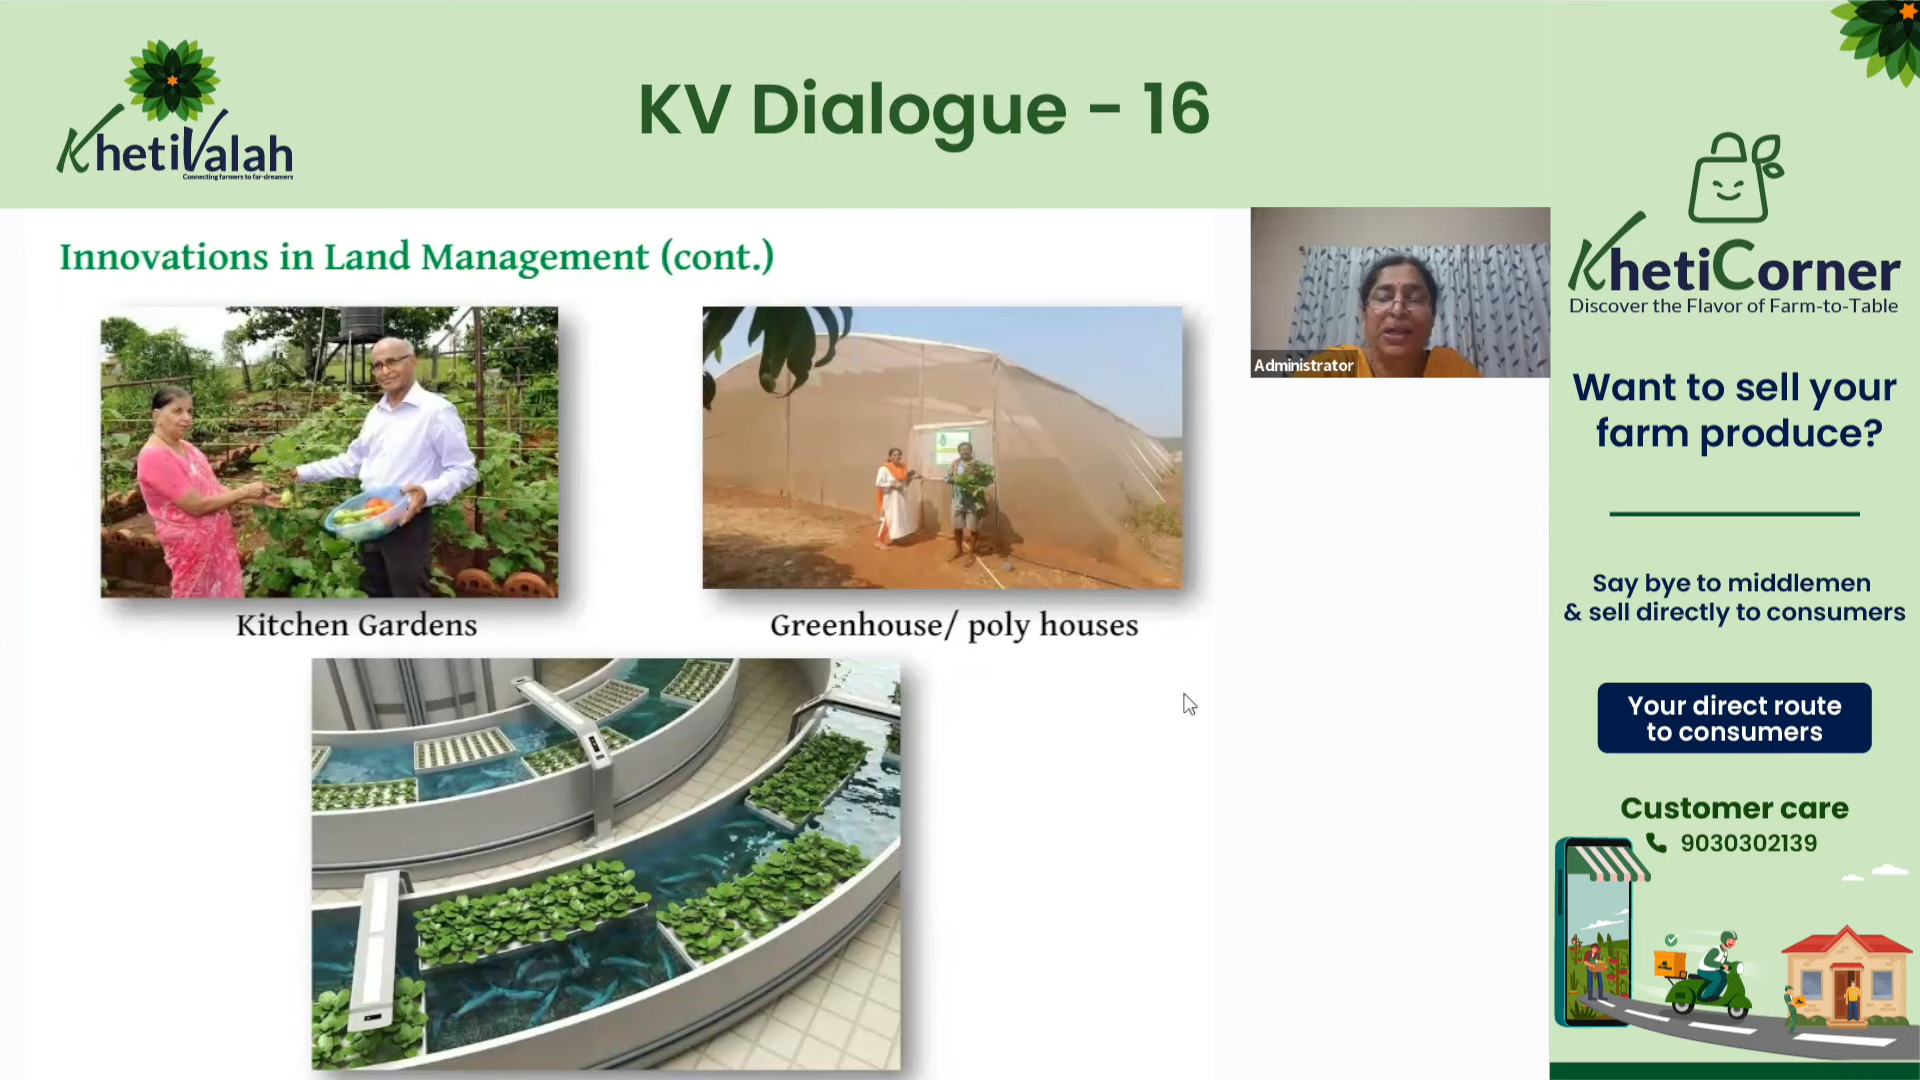 KhetiValah
Connecting farmers to far-dreamers
KV Dialogue - 16
Innovations in Land Management (cont.)
Kitchen Gardens
Greenhouse/ poly houses
Administrator
KhetiCorner
Discover the Flavor of Farm-to-Table
Want to sell your
farm produce?
Say bye to middlemen
& sell directly to consumers
Your direct route
to consumers
Customer care
9030302139